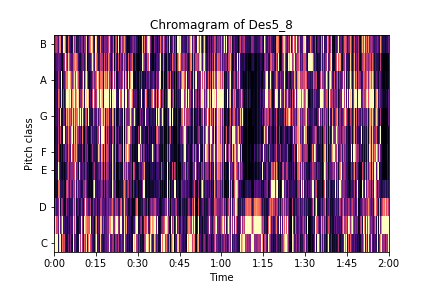 Chromagram of Des5_8
Pitch class
B
A
G
F
E
D
C
0:00 0:15 0:30 0:45 1:00 1:15 1:30 1:45 2:00
Time